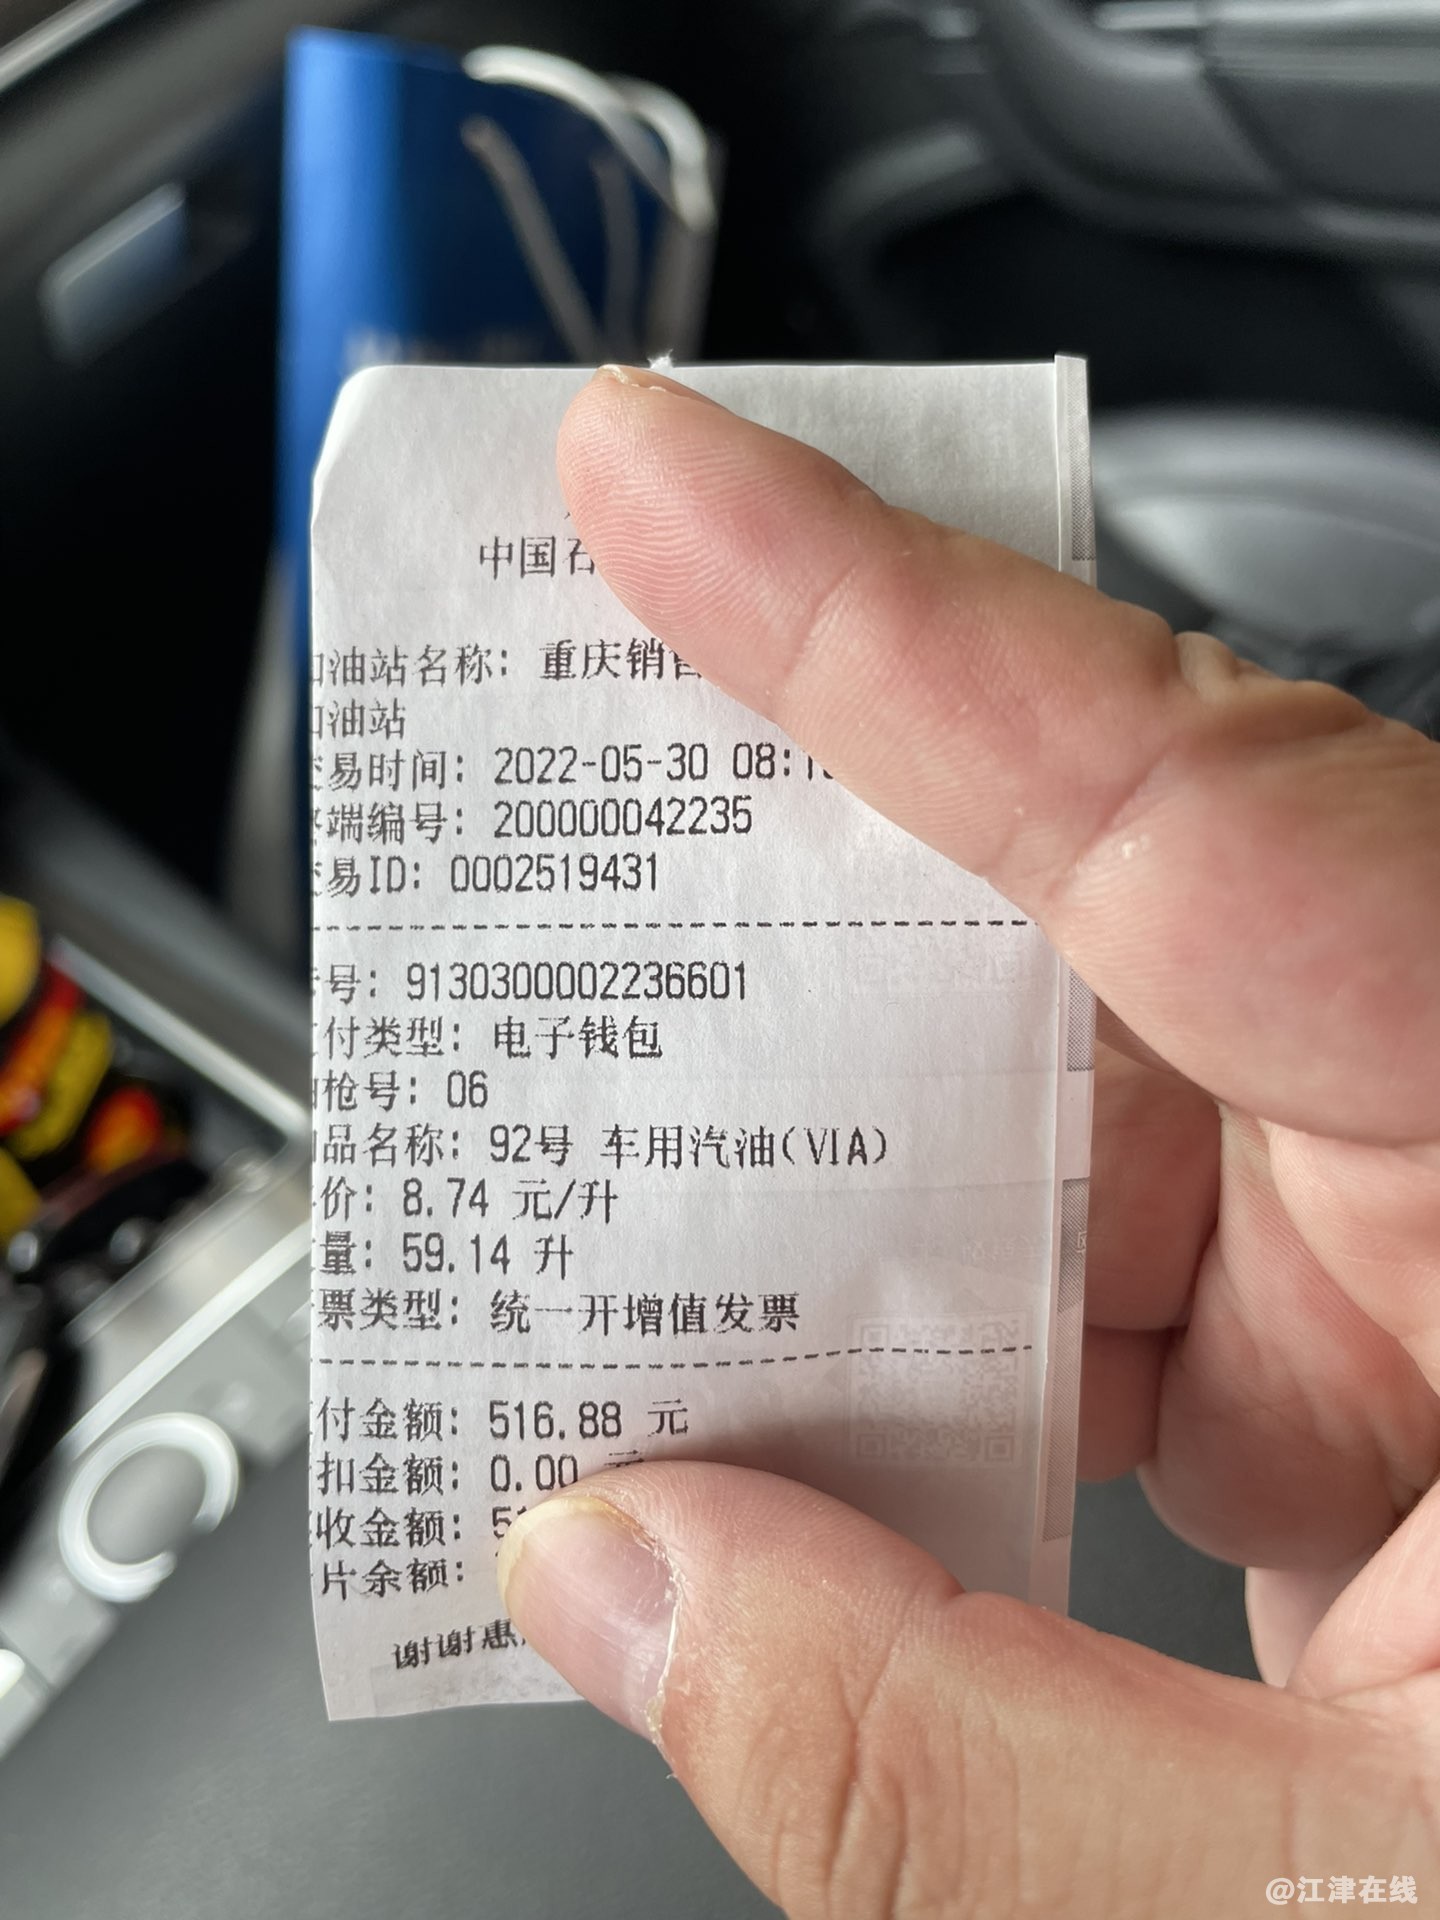 中国石
油站名称: 重庆销售
油站
易时间: 2022-05-30 08:1
端编号: 200000042235
易ID: 0002519431
号: 9130300002236601
付类型: 电子钱包
枪号: 06
品名称: 92号 车用汽油(VIA)
价: 8.74 元/升
量: 59.14 升
票类型: 统一开增值发票
付金额: 516.88 元
扣金额: 0.00 元
收金额: 51
片余额:
谢谢惠
@江津在线